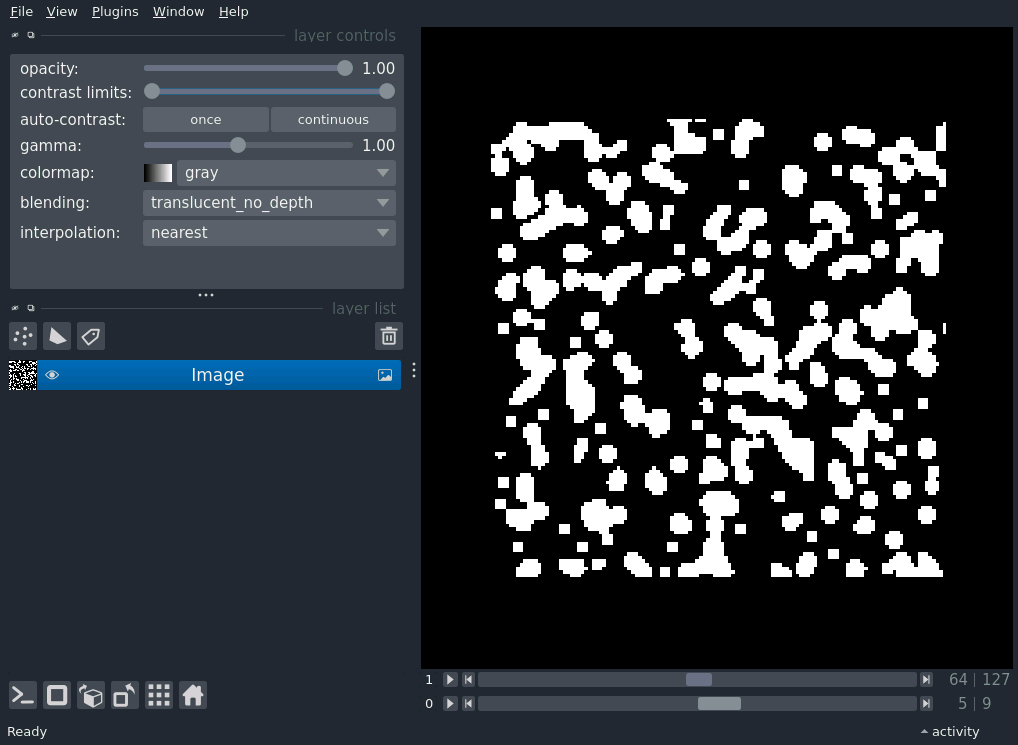 File View Plugins Window Help
layer controls
opacity: 1.00
contrast limits:
auto-contrast: once continuous
gamma: 1.00
colormap: gray
blending: translucent_no_depth
interpolation: nearest
layer list
Image
1 64 | 127
0 5 | 9
Ready activity